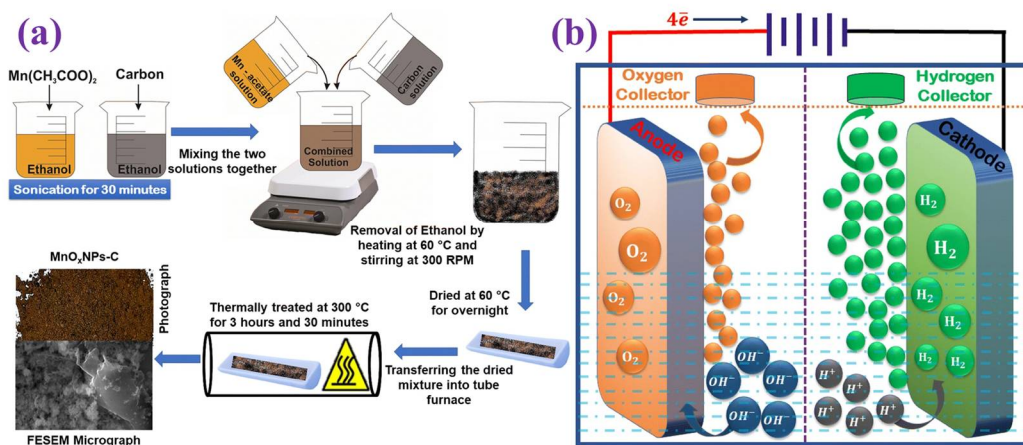 (a)
Mn(CH₃COO)₂
Carbon
Ethanol
Ethanol
Sonication for 30 minutes
Mixing the two
solutions together
Mn - acetate
solution
Carbon
solution
Combined
Solution
Removal of Ethanol by
heating at 60 °C and
stirring at 300 RPM
Dried at 60 °C
for overnight
Transferring the dried
mixture into tube
furnace
Thermally treated at 300 °C
for 3 hours and 30 minutes
MnOₓNPs-C
Photograph
FESEM Micrograph
(b)
4ē
Oxygen
Collector
Hydrogen
Collector
Anode
Cathode
O₂
O₂
O₂
O₂
H₂
H₂
H₂
H₂
H₂
H₂
OH⁻
OH⁻
OH⁻
OH⁻
OH⁻
OH⁻
H⁺
H⁺
H⁺
H⁺
H⁺